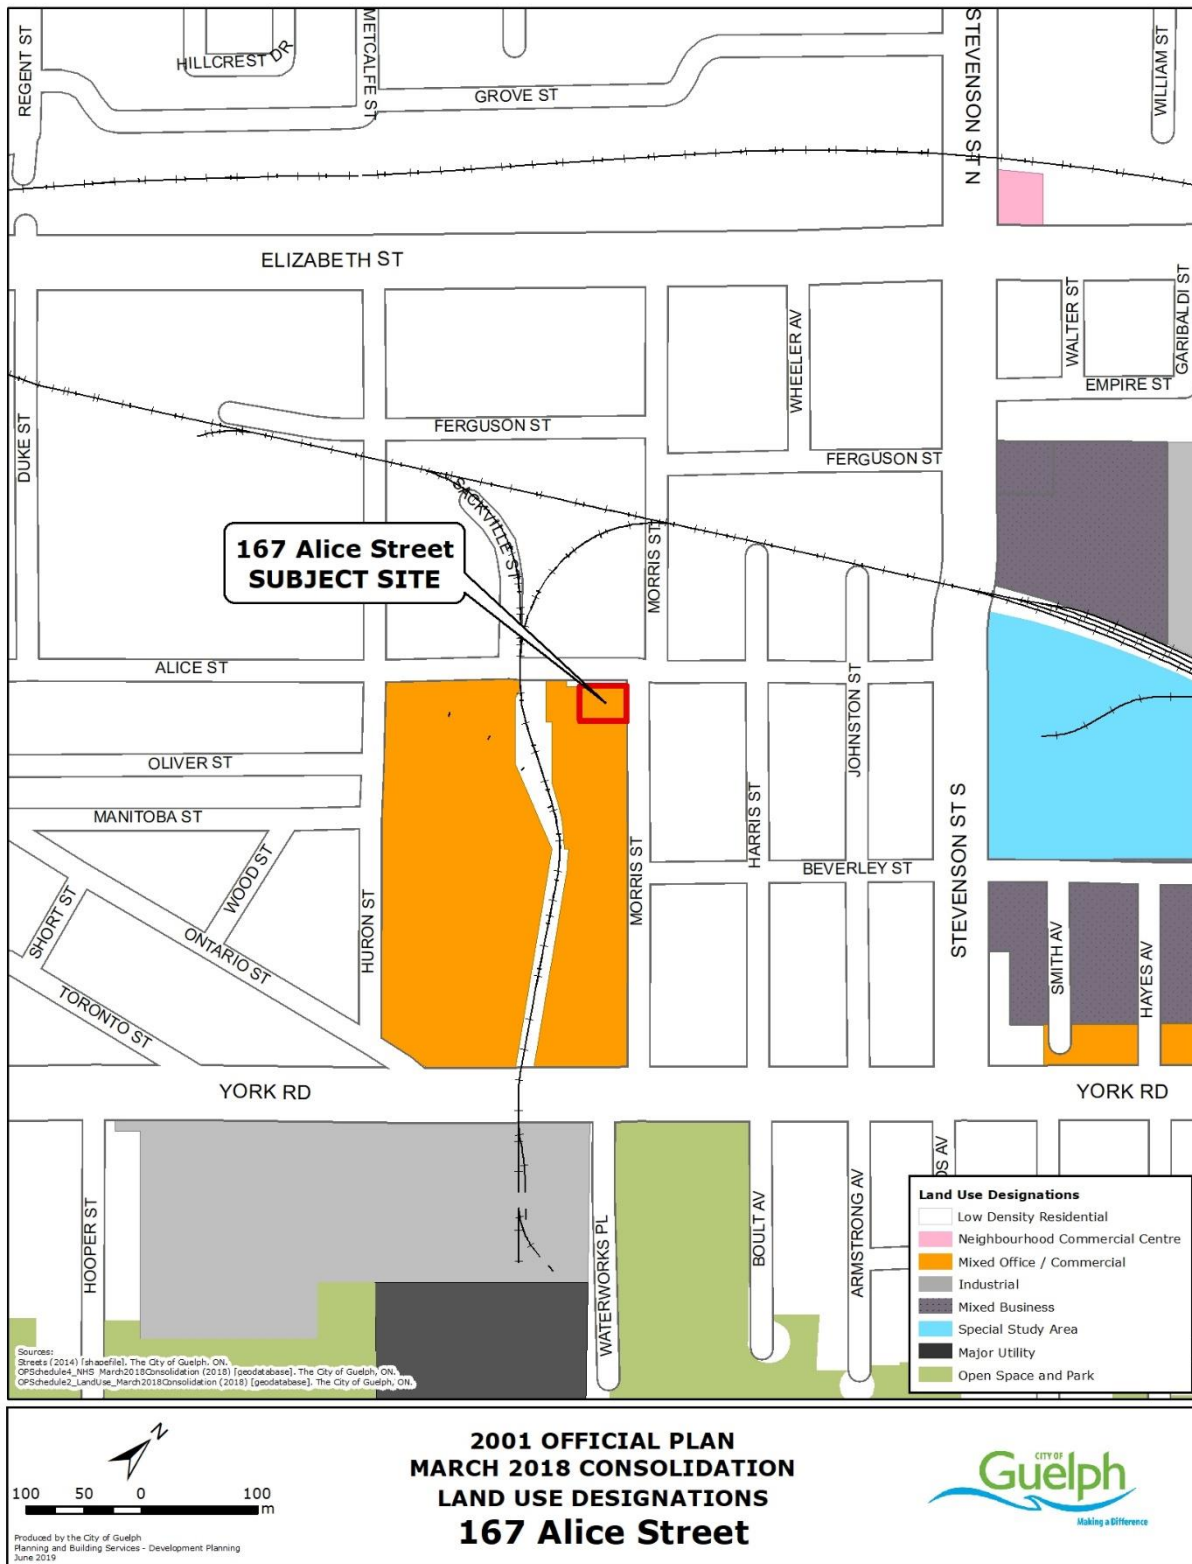 REGENT ST
HILLCREST DR
METCALFE ST
GROVE ST
STEVENSON ST N
WILLIAM ST
ELIZABETH ST
DUKE ST
WHEELER AV
WALTER ST
GARIBALDI ST
EMPIRE ST
FERGUSON ST
FERGUSON ST
SACKVILLE ST
MORRIS ST
167 Alice Street
SUBJECT SITE
ALICE ST
JOHNSTON ST
OLIVER ST
MANITOBA ST
HARRIS ST
STEVENSON ST S
WOOD ST
SHORT ST
ONTARIO ST
HURON ST
MORRIS ST
BEVERLEY ST
SMITH AV
HAYES AV
TORONTO ST
YORK RD
YORK RD
HOOPER ST
WATERWORKS PL
BOULT AV
ARMSTRONG AV
OS AV
Land Use Designations
Low Density Residential
Neighbourhood Commercial Centre
Mixed Office / Commercial
Industrial
Mixed Business
Special Study Area
Major Utility
Open Space and Park
Sources:
Streets (2014) [shapefile]. The City of Guelph, ON.
OPSchedule4_NHS_March2018Consolidation (2018) [geodatabase]. The City of Guelph, ON.
OPSchedule2_LandUse_March2018Consolidation (2018) [geodatabase]. The City of Guelph, ON.
N
100 50 0 100
m
Produced by the City of Guelph
Planning and Building Services - Development Planning
June 2019
2001 OFFICIAL PLAN
MARCH 2018 CONSOLIDATION
LAND USE DESIGNATIONS
167 Alice Street
CITY OF
Guelph
Making a Difference